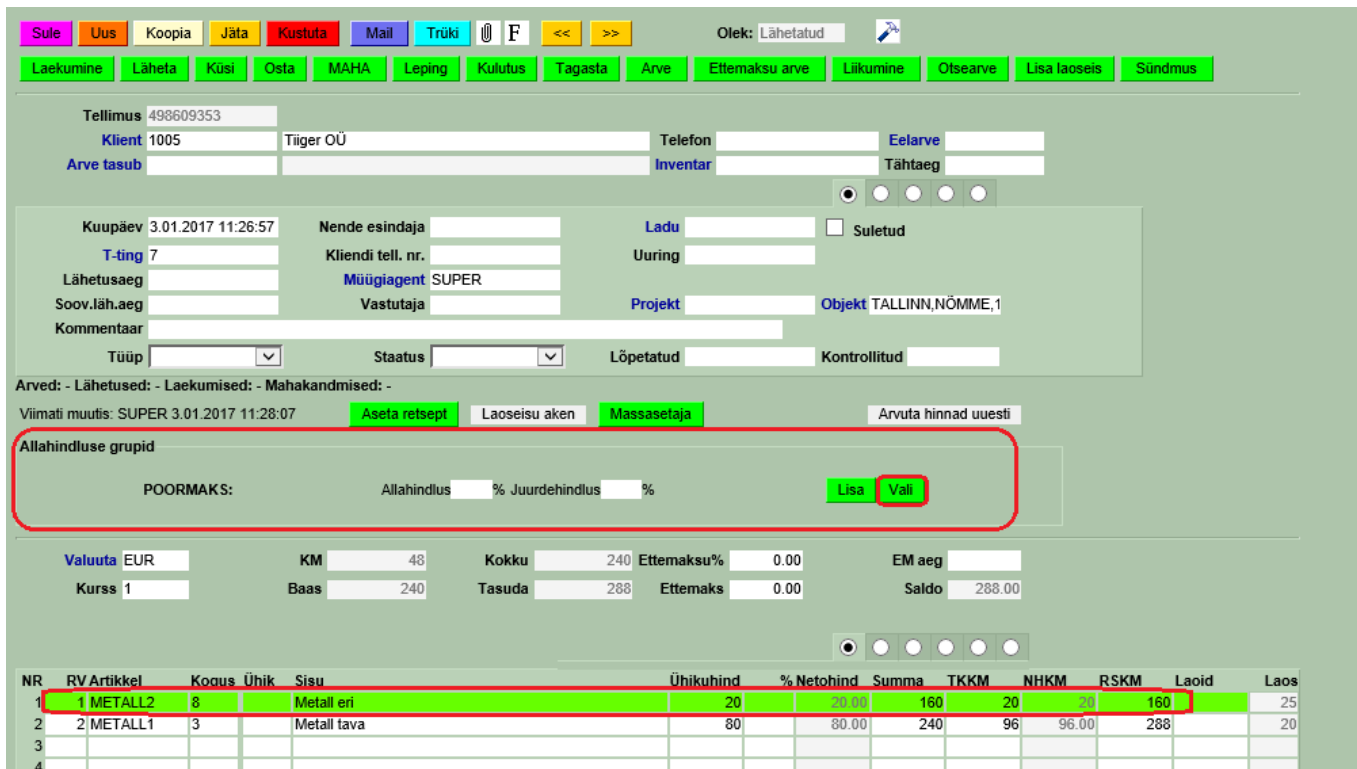 Sule Uus Koopia Jäta Kustuta Mail Trüki F << >> Olek: Lähetatud
Laekumine Läheta Küsi Osta MAHA Leping Kulutus Tagasta Arve Ettemaksu arve Liikumine Otsearve Lisa laoseis Sündmus
Tellimus 498609353
Klient 1005 Tiiger OÜ Telefon Eelarve
Arve tasub Inventar Tähtaeg
Kuupäev 3.01.2017 11:26:57 Nende esindaja Ladu Suletud
T-ting 7 Kliendi tell. nr. Uuring
Lähetusaeg Müügiagent SUPER
Soov.läh.aeg Vastutaja Projekt Objekt TALLINN,NÖMME,1
Kommentaar
Tüüp Staatus Lõpetatud Kontrollitud
Arved: - Lähetused: - Laekumised: - Mahakandmised: -
Viimati muutis: SUPER 3.01.2017 11:28:07 Aseta retsept Laoseisu aken Massasetaja Arvuta hinnad uuesti
Allahindluse grupid
POORMAKS: Allahindlus % Juurdehindlus % Lisa Vali
Valuuta EUR KM 48 Kokku 240 Ettemaksu% 0.00 EM aeg
Kurss 1 Baas 240 Tasuda 288 Ettemaks 0.00 Saldo 288.00
NR RV Artikkel Kogus Ühik Sisu Ühikuhind % Netohind Summa TKKM NHKM RSKM Laoid Laos
1 1 METALL2 8 Metall eri 20 20.00 160 20 20 160 25
2 2 METALL1 3 Metall tava 80 80.00 240 96 96.00 288 20
3
4